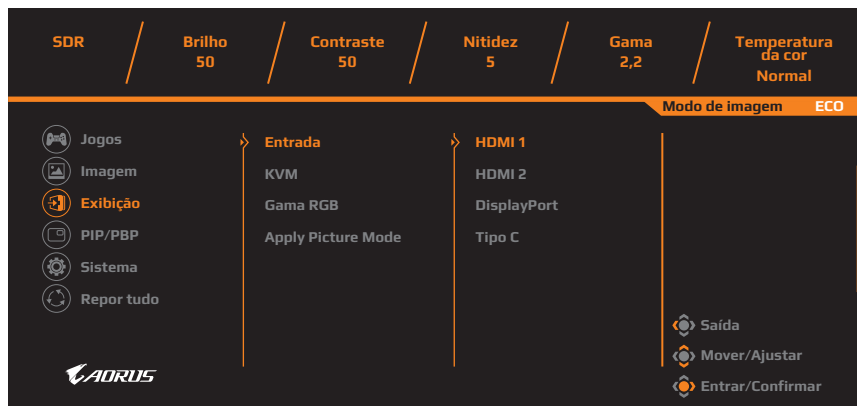 SDR
Brilho
50
Contraste
50
Nitidez
5
Gama
2,2
Temperatura
da cor
Normal
Modo de imagem ECO
Jogos
Imagem
Exibição
PIP/PBP
Sistema
Repor tudo
Entrada
KVM
Gama RGB
Apply Picture Mode
HDMI 1
HDMI 2
DisplayPort
Tipo C
Saída
Mover/Ajustar
Entrar/Confirmar
AORUS